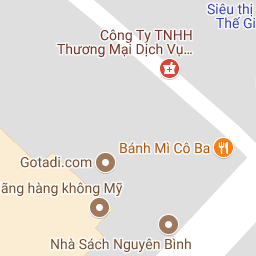 Siêu thị
Thế Gi
Công Ty TNHH
Thương Mại Dịch Vụ...
Bánh Mì Cô Ba
Gotadi.com
ãng hàng không Mỹ
Nhà Sách Nguyên Bình